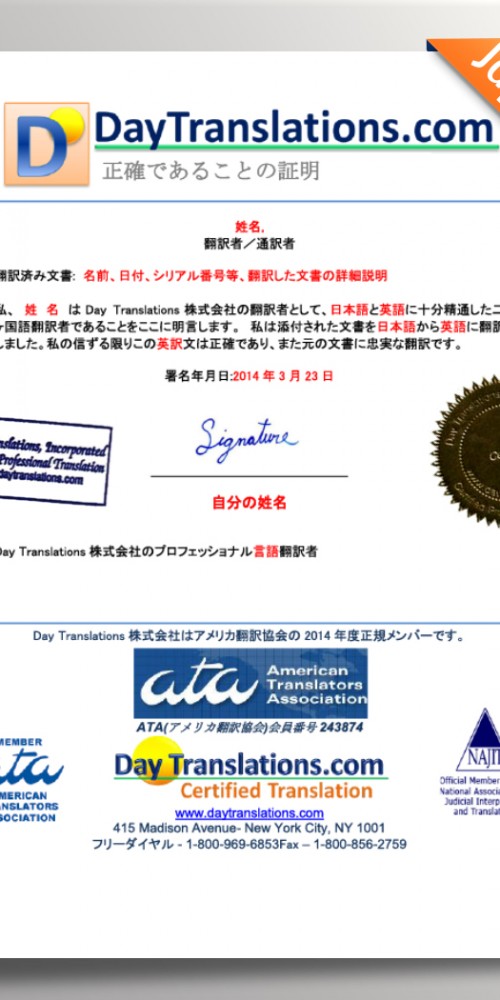 DayTranslations.com
正確であることの証明
姓名,
翻訳者／通訳者
翻訳済み文書: 名前、日付、シリアル番号等、翻訳した文書の詳細説明
私、 姓 名 は Day Translations 株式会社の翻訳者として、日本語と英語に十分精通したニ
ヶ国語翻訳者であることをここに明言します。 私は添付された文書を日本語から英語に翻訳
しました。私の信ずる限りこの英訳文は正確であり、また元の文書に忠実な翻訳です。
署名年月日:2014 年 3 月 23 日
Incorporated
Professional Translation
daytranslations.com
Signature
自分の姓名
Day Translations 株式会社のプロフェッショナル言語翻訳者
Day Translations 株式会社はアメリカ翻訳協会の 2014 年度正規メンバーです。
ata American
Translators
Association
ATA(アメリカ翻訳協会)会員番号 243874
MEMBER
ata
AMERICAN
TRANSLATORS
ASSOCIATION
DayTranslations.com
Certified Translation
NAJIT
Official Member
National Associa
Judicial Interp
and Translat
www.daytranslations.com
415 Madison Avenue- New York City, NY 1001
フリーダイヤル - 1-800-969-6853Fax – 1-800-856-2759